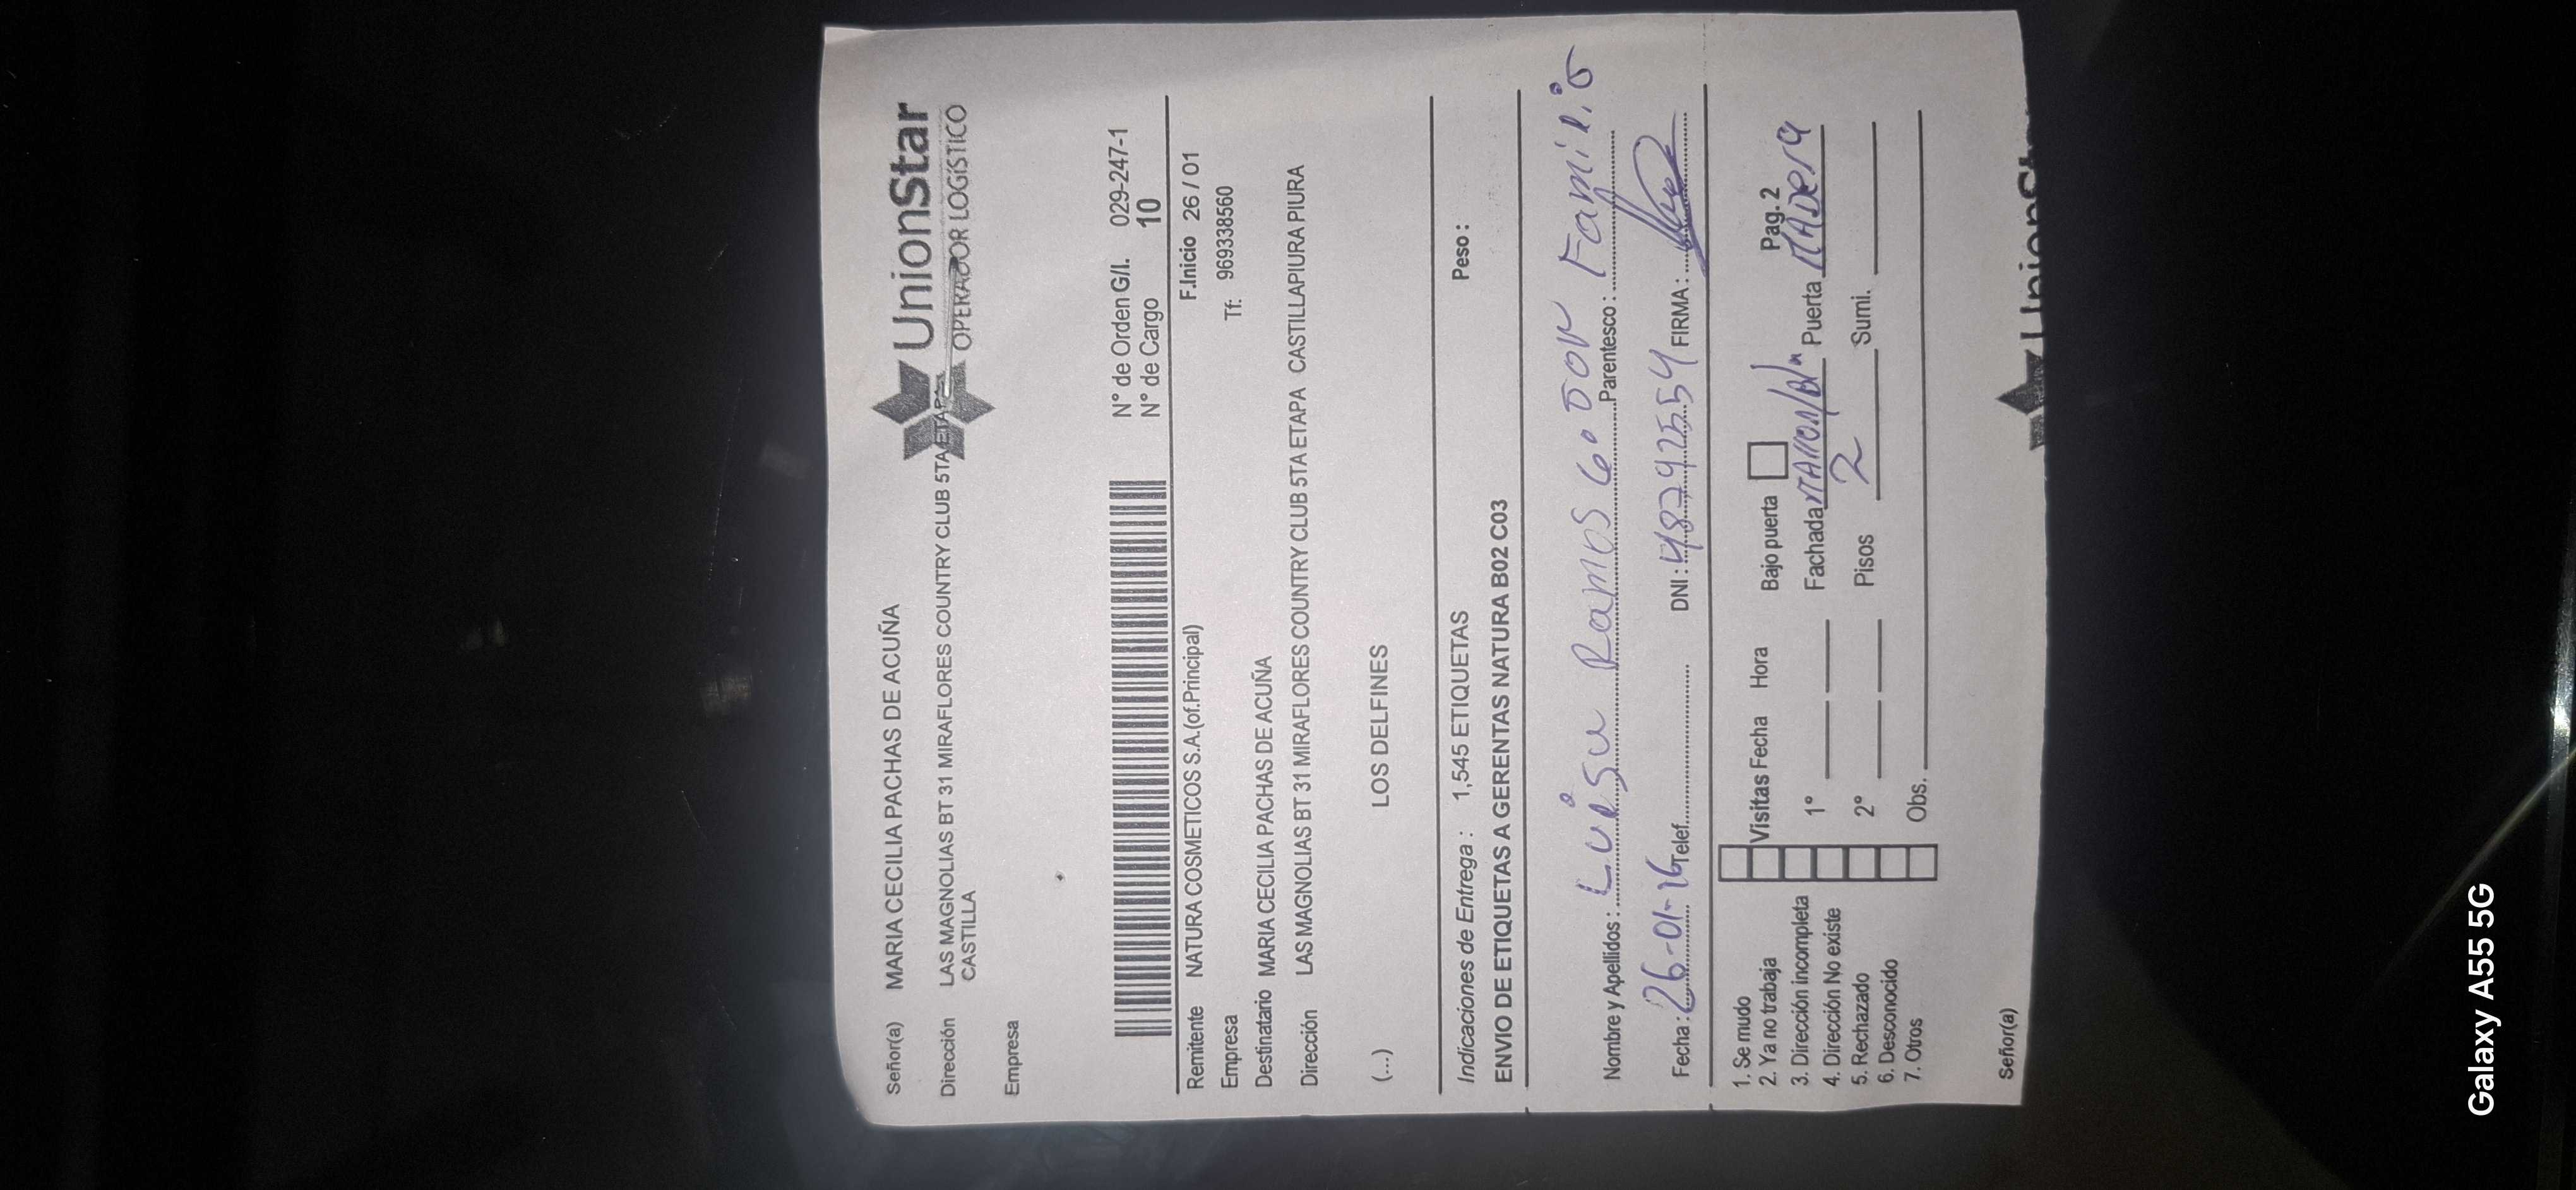 Señor(a) MARIA CECILIA PACHAS DE ACUÑA
UnionStar
OPERADOR LOGÍSTICO
Dirección LAS MAGNOLIAS BT 31 MIRAFLORES COUNTRY CLUB 5TA ETAPA
CASTILLA
Empresa
N° de Orden G/I. 029-247-1
N° de Cargo 10
Remitente NATURA COSMETICOS S.A.(of.Principal) F.Inicio 26 / 01
Empresa Tf: 969338560
Destinatario MARIA CECILIA PACHAS DE ACUÑA
Dirección LAS MAGNOLIAS BT 31 MIRAFLORES COUNTRY CLUB 5TA ETAPA CASTILLAPIURA PIURA
(...) LOS DELFINES
Indicaciones de Entrega : 1,545 ETIQUETAS Peso :
ENVIO DE ETIQUETAS A GERENTAS NATURA B02 C03
Nombre y Apellidos : Luisa Ramos Parentesco : Familia
Fecha : 26-01-26 Telef. DNI : FIRMA :
1. Se mudo
2. Ya no trabaja Visitas Fecha Hora Bajo puerta Pag. 2
3. Dirección incompleta 1° Fachada Puerta
4. Dirección No existe
5. Rechazado 2° Pisos 2 Sumi.
6. Desconocido
7. Otros Obs.
Señor(a) UnionStar
Galaxy A55 5G